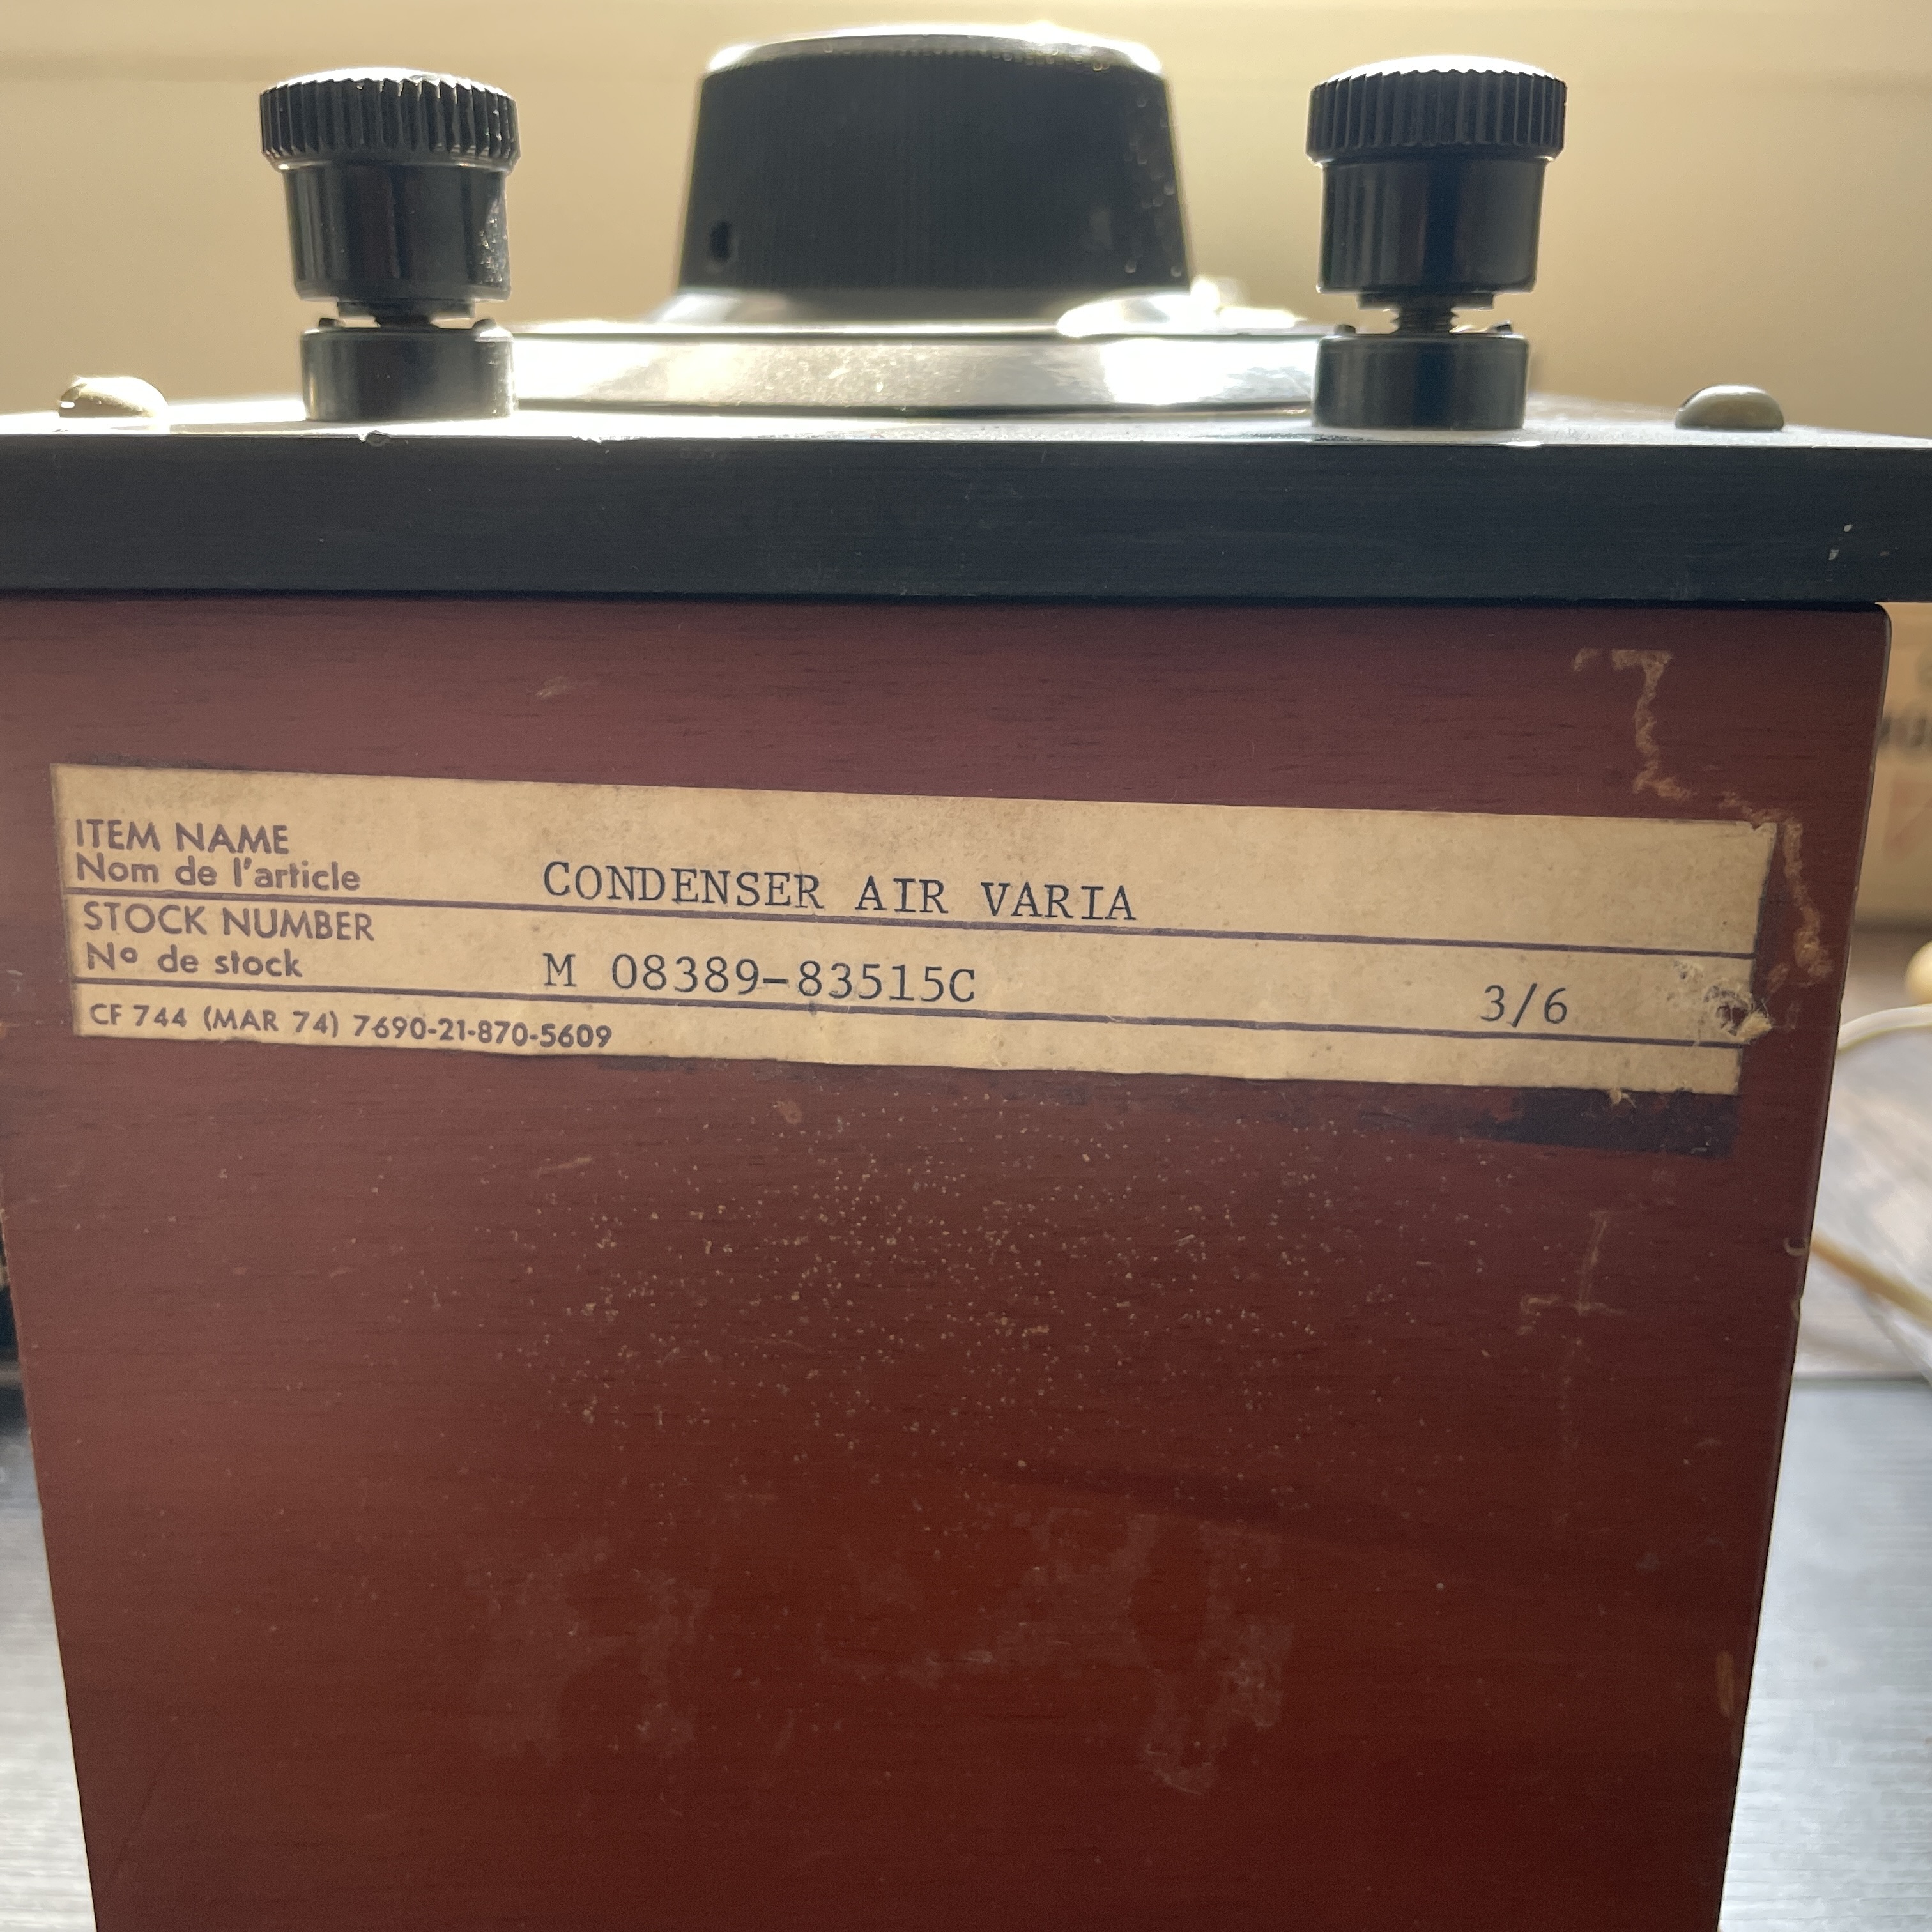 ITEM NAME
Nom de l'article
CONDENSER AIR VARIA
STOCK NUMBER
Nº de stock
M 08389-83515C 3/6
CF 744 (MAR 74) 7690-21-870-5609